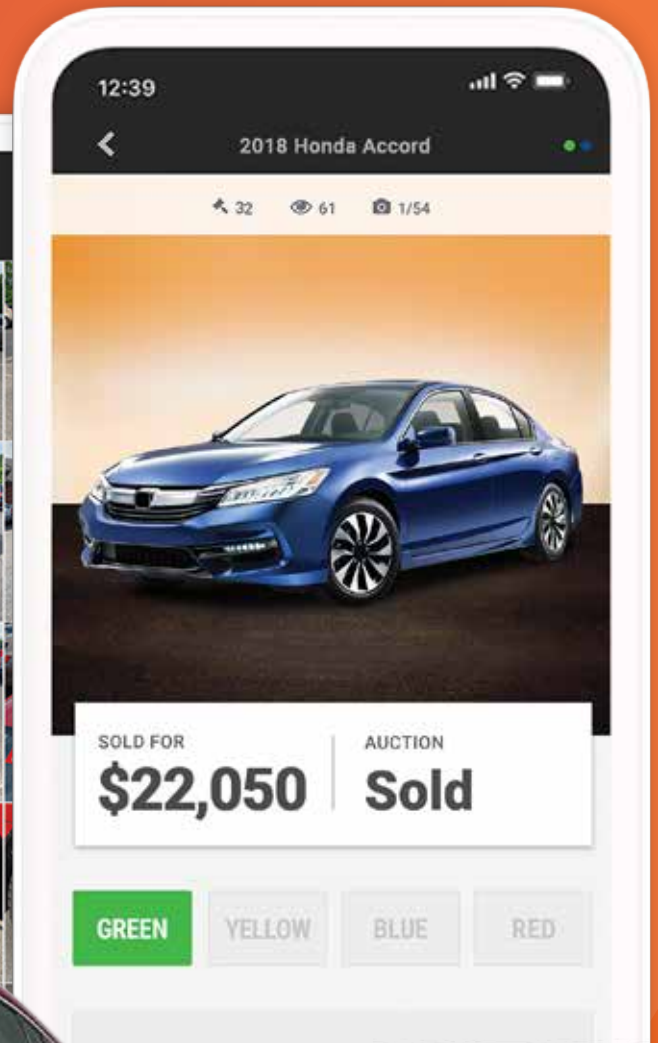 12:39
2018 Honda Accord
32 61 1/54
SOLD FOR AUCTION
$22,050 Sold
GREEN YELLOW BLUE RED